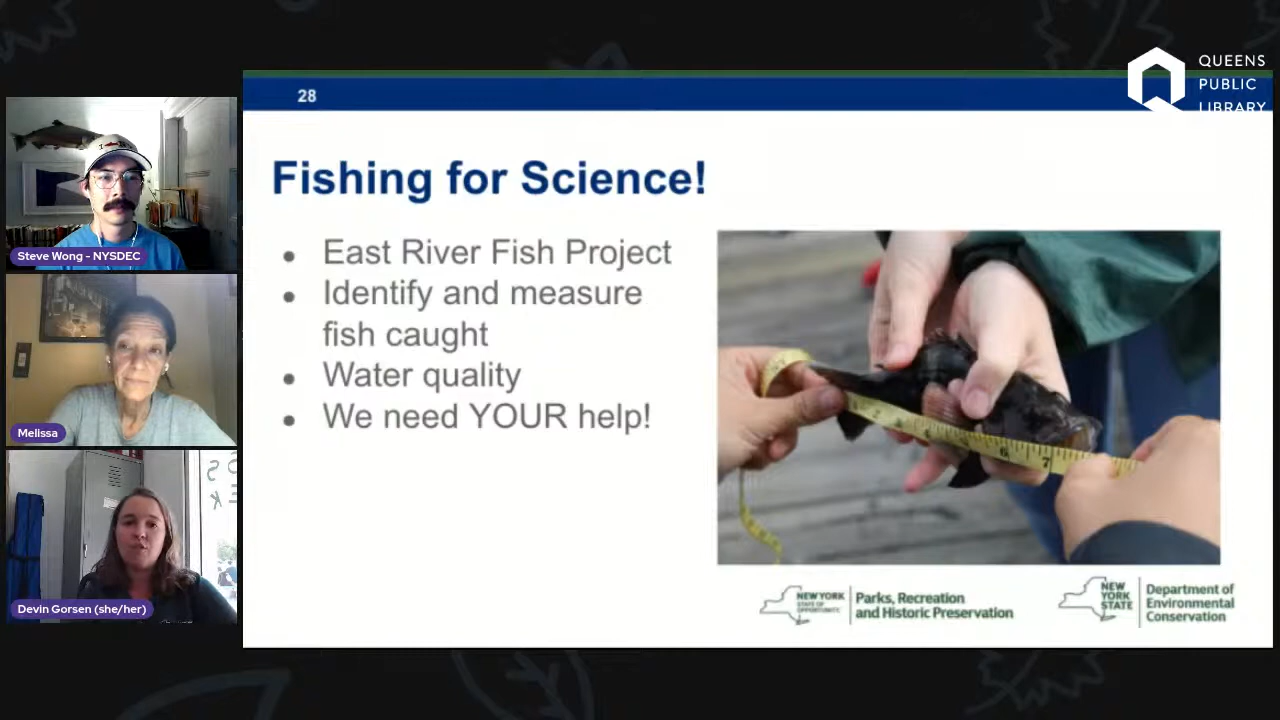 QUEENS
PUBLIC
LIBRARY
28
Fishing for Science!
• East River Fish Project
• Identify and measure
fish caught
• Water quality
• We need YOUR help!
6
7
Steve Wong - NYSDEC
Melissa
Devin Gorsen (she/her)
NEW YORK
STATE OF
OPPORTUNITY
Parks, Recreation
and Historic Preservation
NEW
YORK
STATE
Department of
Environmental
Conservation